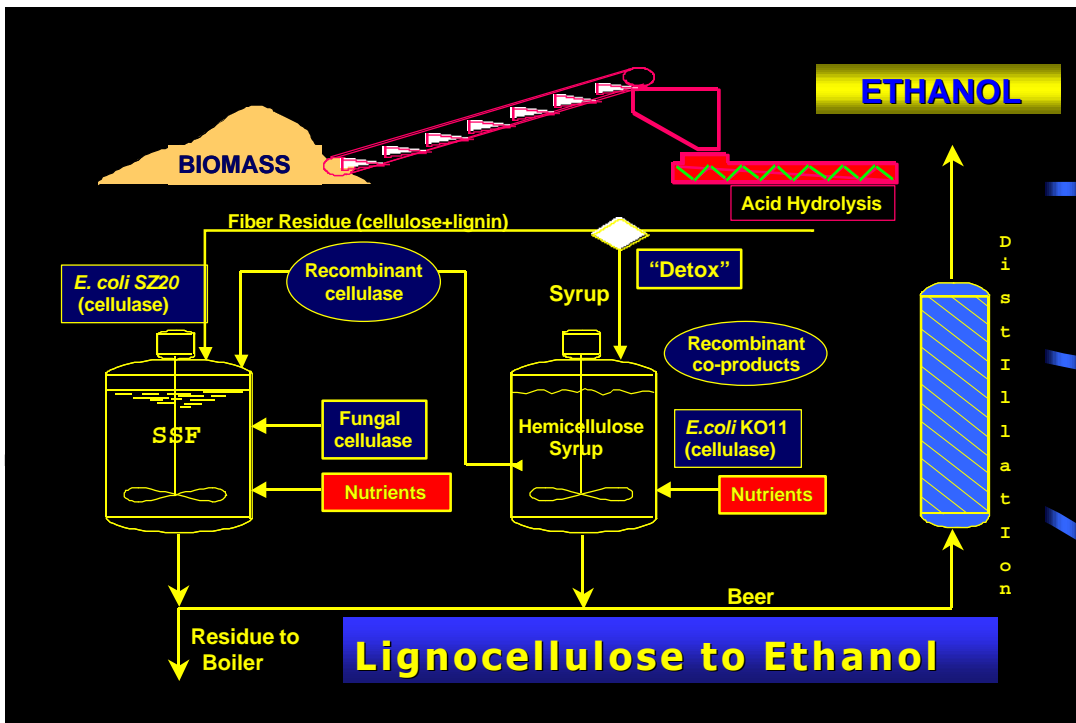 ETHANOL
BIOMASS
Acid Hydrolysis
Fiber Residue (cellulose+lignin)
"Detox"
E. coli SZ20
(cellulase)
Recombinant
cellulase
Syrup
Recombinant
co-products
SSF
Fungal
cellulase
Nutrients
Hemicellulose
Syrup
E.coli KO11
(cellulase)
Nutrients
DistIllatIon
Beer
Residue to
Boiler
Lignocellulose to Ethanol